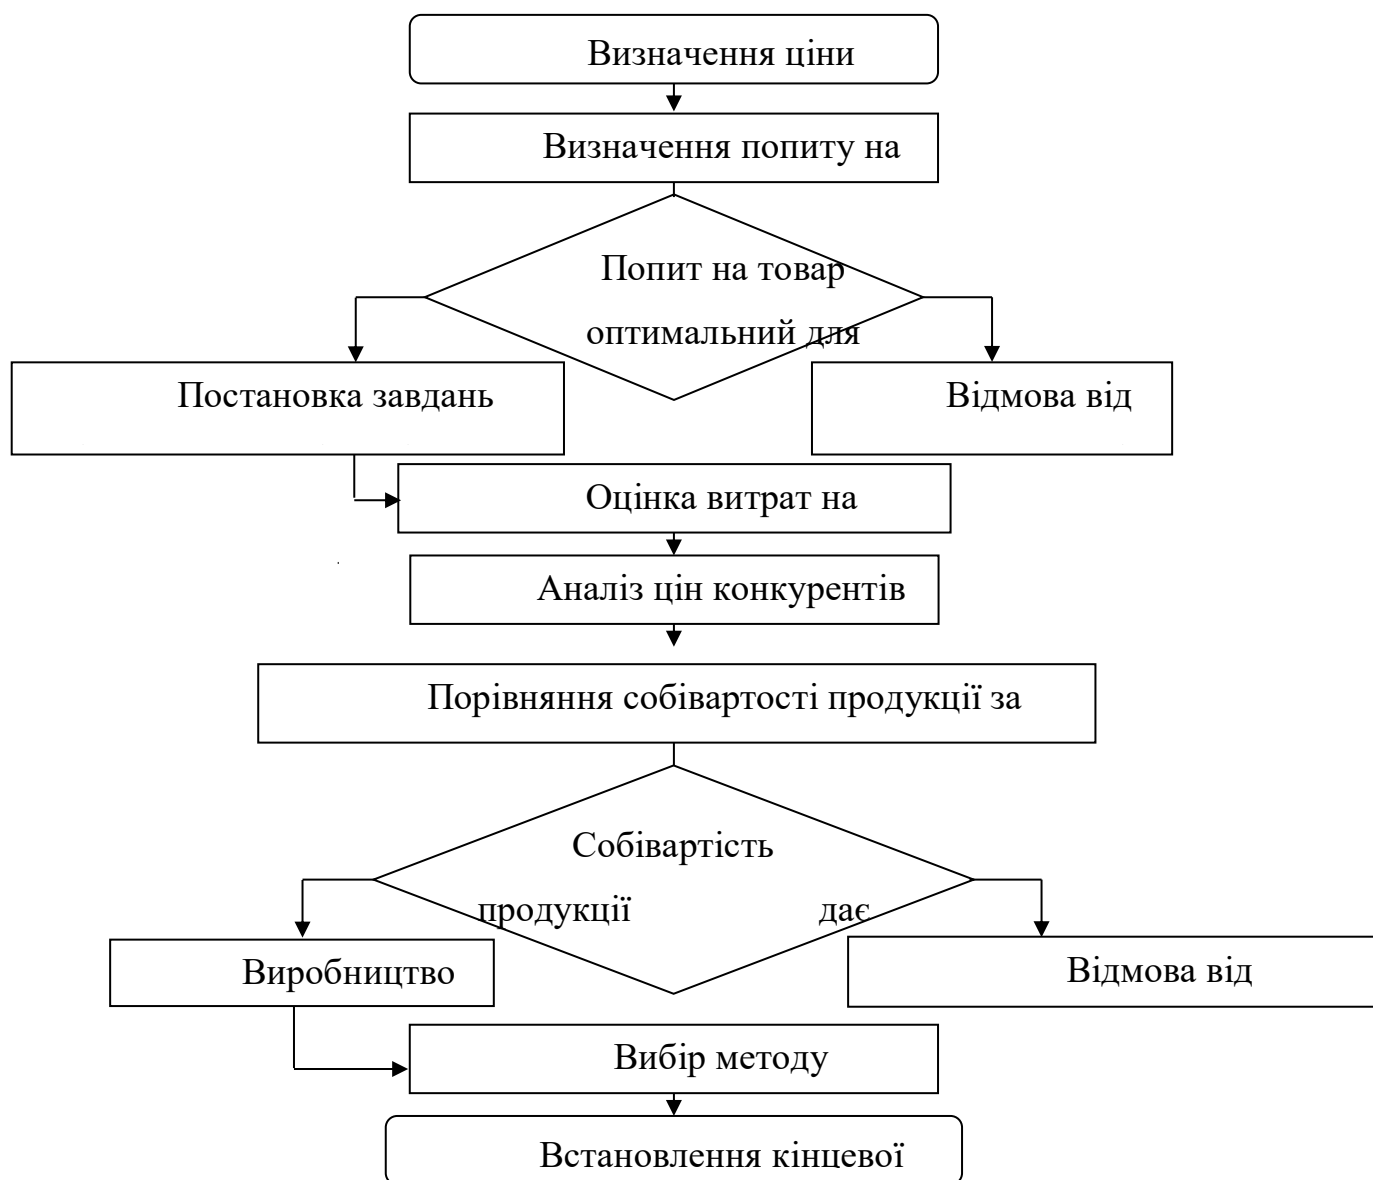 Визначення ціни
Визначення попиту на
Попит на товар
оптимальний для
Постановка завдань
Відмова від
Оцінка витрат на
Аналіз цін конкурентів
Порівняння собівартості продукції за
Собівартість
продукції дає
Виробництво
Відмова від
Вибір методу
Встановлення кінцевої